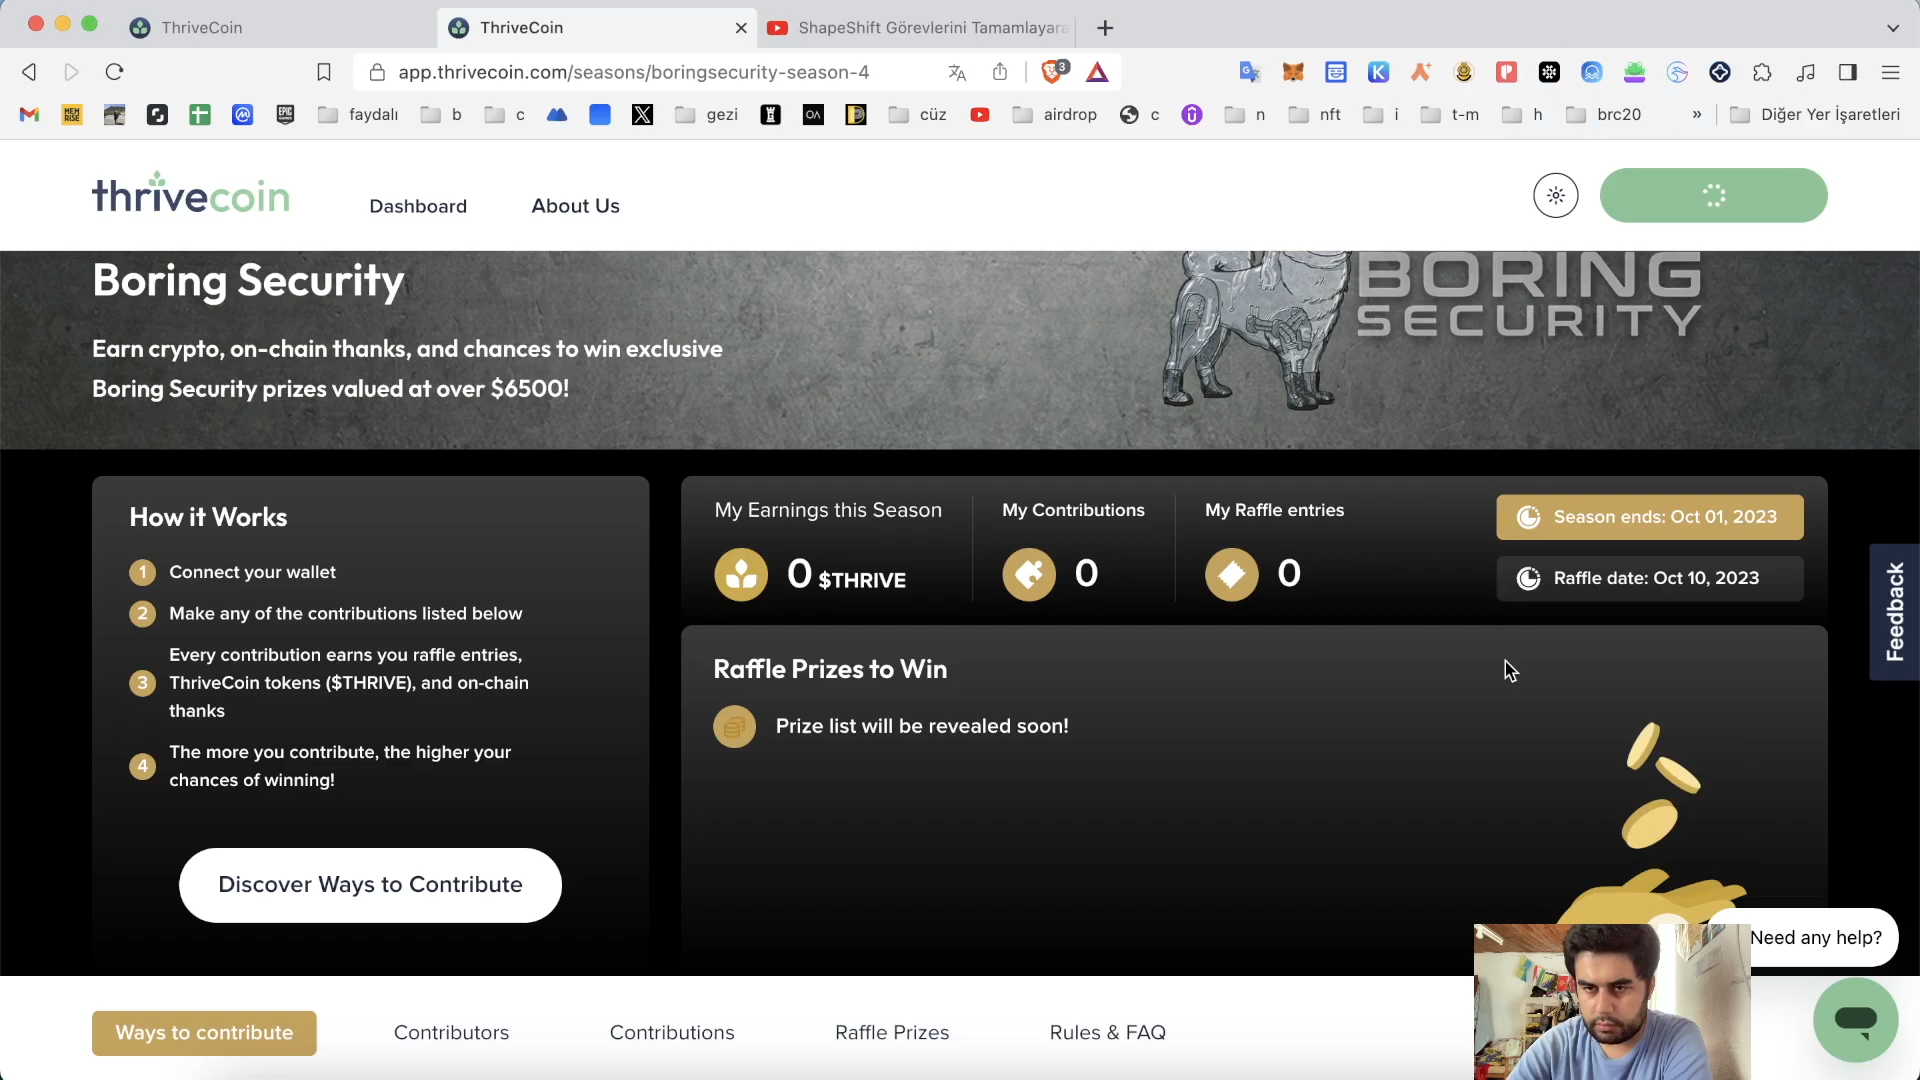 ThriveCoin
ThriveCoin
ShapeShift Görevlerini Tamamlayara
app.thrivecoin.com/seasons/boringsecurity-season-4
3
MEM
RISE
EPIC
GAMES
faydalı
b
c
gezi
OA
cüz
airdrop
c
n
nft
i
t-m
h
brc20
»
Diğer Yer İşaretleri
thrivecoin
Dashboard
About Us
Boring Security
Earn crypto, on-chain thanks, and chances to win exclusive
Boring Security prizes valued at over $6500!
BORING
SECURITY
How it Works
1 Connect your wallet
2 Make any of the contributions listed below
Every contribution earns you raffle entries,
3 ThriveCoin tokens ($THRIVE), and on-chain
thanks
The more you contribute, the higher your
4 chances of winning!
Discover Ways to Contribute
My Earnings this Season
0 $THRIVE
My Contributions
0
My Raffle entries
0
Season ends: Oct 01, 2023
Raffle date: Oct 10, 2023
Raffle Prizes to Win
Prize list will be revealed soon!
Feedback
Need any help?
Ways to contribute
Contributors
Contributions
Raffle Prizes
Rules & FAQ